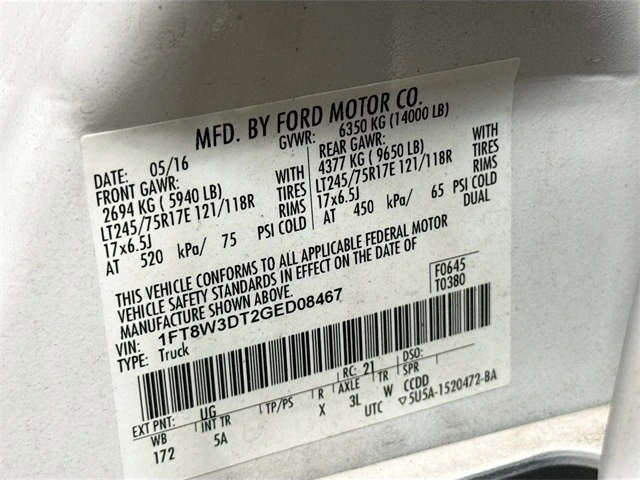 MFD. BY FORD MOTOR CO.
DATE: 05/16 GVWR: 6350 KG (14000 LB)
FRONT GAWR: REAR GAWR: WITH
2694 KG ( 5940 LB) WITH 4377 KG ( 9650 LB) TIRES
LT245/75R17E 121/118R TIRES LT245/75R17E 121/118R RIMS
17x6.5J RIMS 17x6.5J PSI COLD
AT 520 kPa/ 75 PSI COLD AT 450 kPa/ 65 DUAL
THIS VEHICLE CONFORMS TO ALL APPLICABLE FEDERAL MOTOR
VEHICLE SAFETY STANDARDS IN EFFECT ON THE DATE OF
MANUFACTURE SHOWN ABOVE.
F0645
T0380
VIN: 1FT8W3DT2GED08467
TYPE: Truck
EXT PNT: UG RC: 21 DSO:
WB INT TR TP/PS R AXLE TR SPR
172 5A X 3L W CCDD
UTC ▽5U5A-1520472-BA